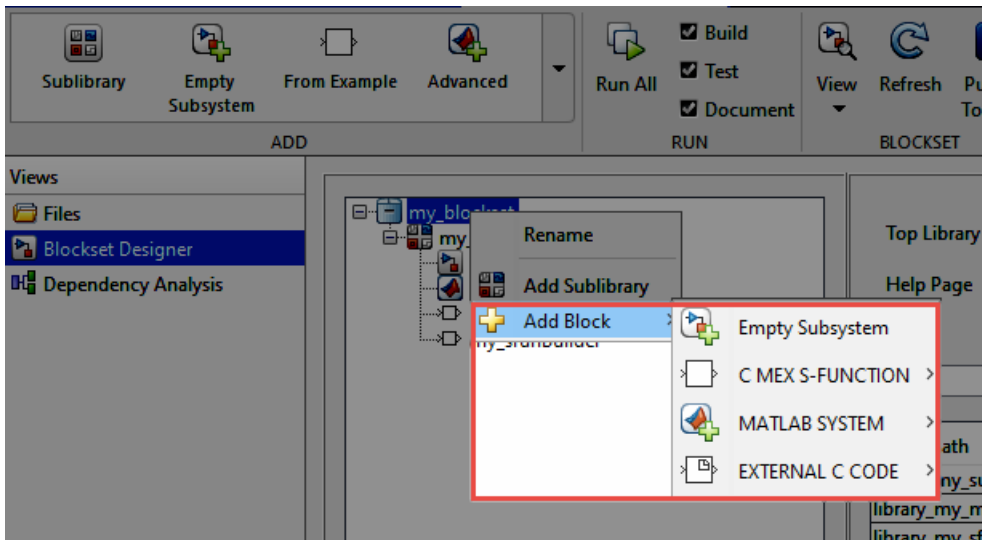 Sublibrary
Empty
Subsystem
From Example
Advanced
Run All
Build
Test
Document
View
Refresh
ADD
RUN
BLOCKSET
Views
Files
Blockset Designer
Dependency Analysis
my_blockset
Rename
Add Sublibrary
Add Block
Empty Subsystem
C MEX S-FUNCTION
MATLAB SYSTEM
EXTERNAL C CODE
my_sfunbuilder
Top Library
Help Page